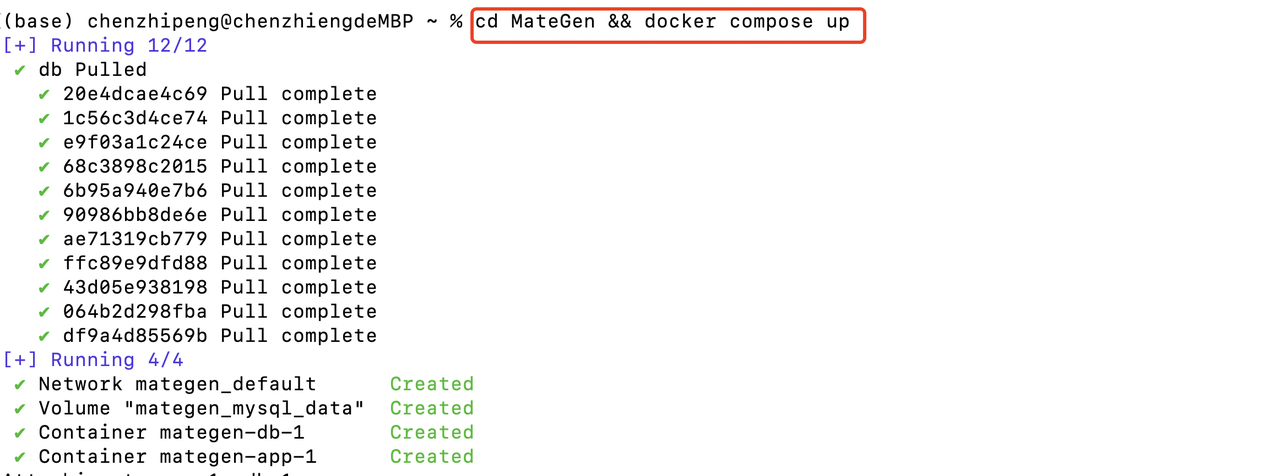 (base) chenzhipeng@chenzhiengdeMBP ~ % cd MateGen && docker compose up
[+] Running 12/12
✔ db Pulled
✔ 20e4dcae4c69 Pull complete
✔ 1c56c3d4ce74 Pull complete
✔ e9f03a1c24ce Pull complete
✔ 68c3898c2015 Pull complete
✔ 6b95a940e7b6 Pull complete
✔ 90986bb8de6e Pull complete
✔ ae71319cb779 Pull complete
✔ ffc89e9dfd88 Pull complete
✔ 43d05e938198 Pull complete
✔ 064b2d298fba Pull complete
✔ df9a4d85569b Pull complete
[+] Running 4/4
✔ Network mategen_default Created
✔ Volume "mategen_mysql_data" Created
✔ Container mategen-db-1 Created
✔ Container mategen-app-1 Created